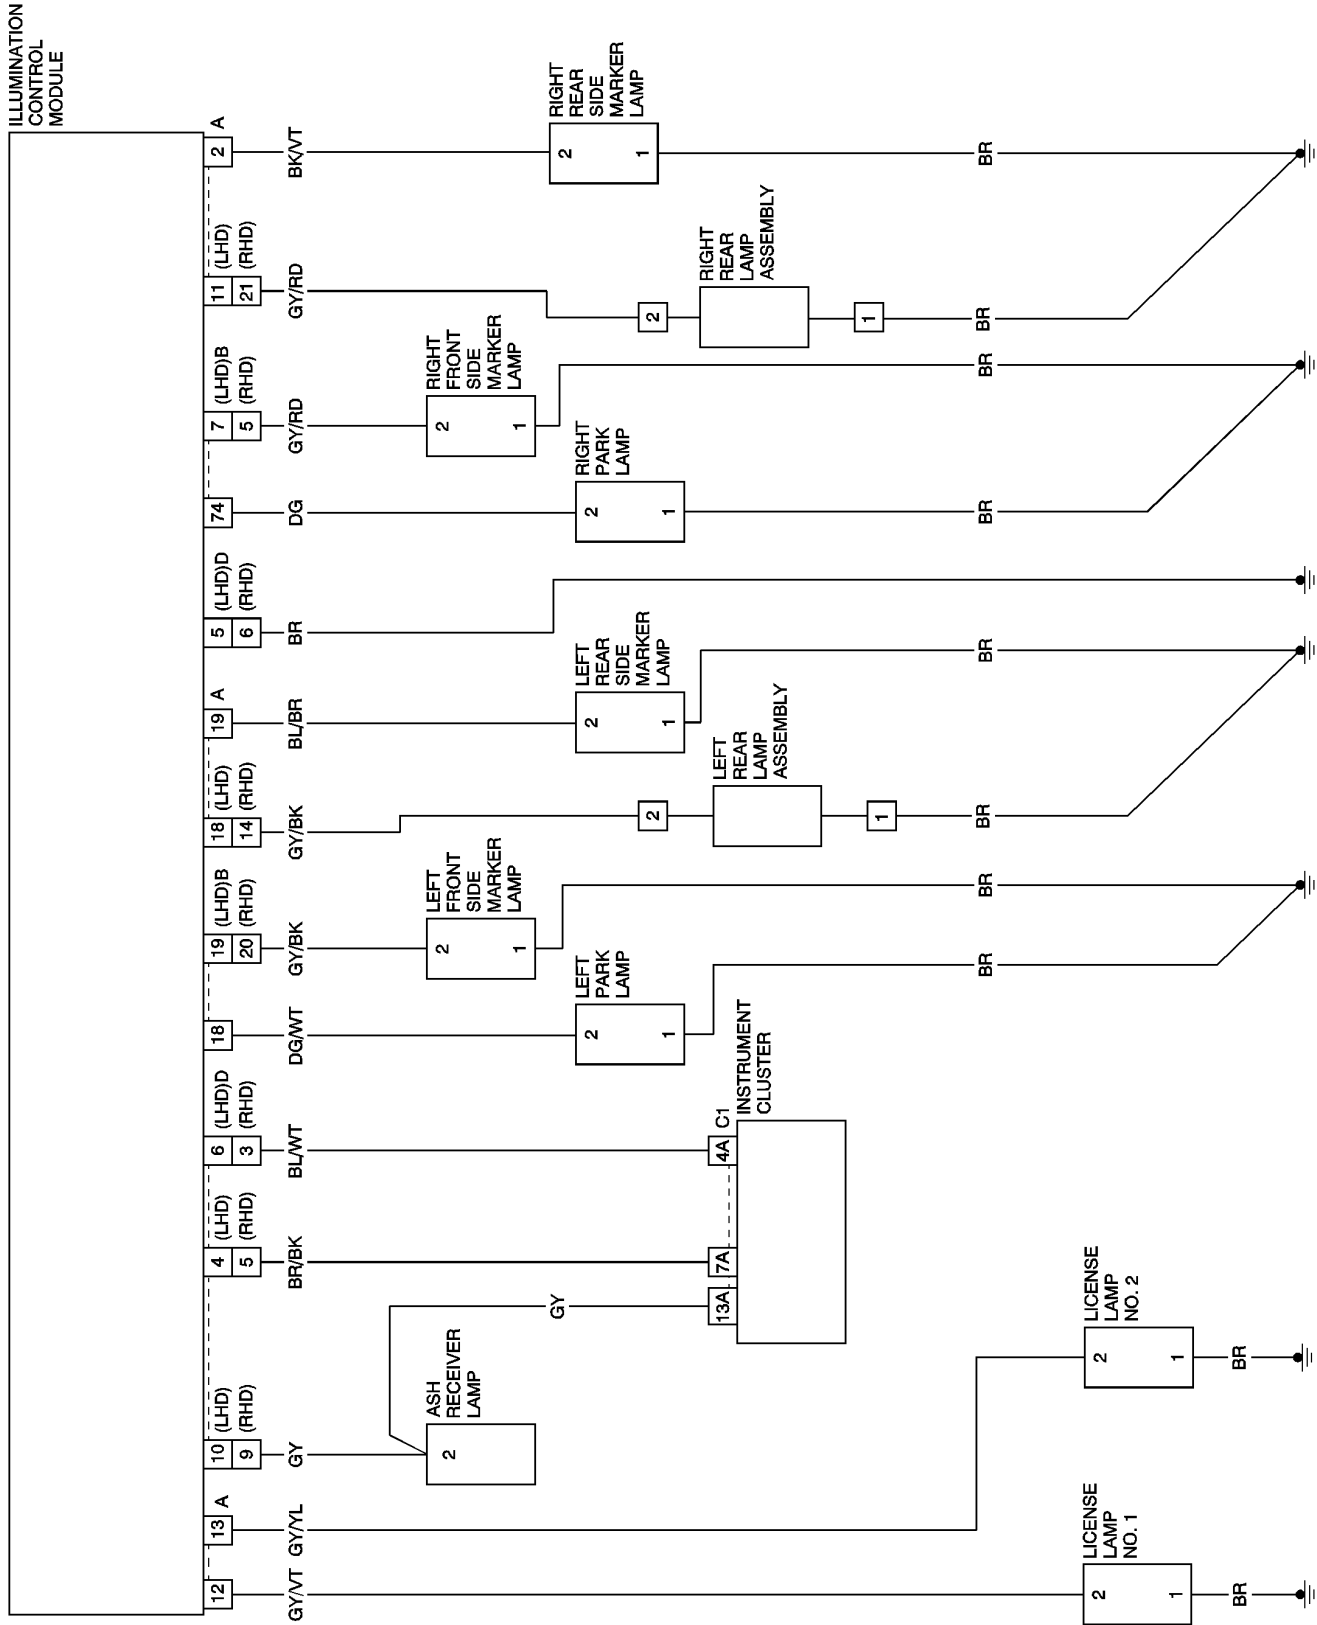 ILLUMINATION
CONTROL
MODULE
2
A
BK/VT
RIGHT
REAR
SIDE
MARKER
LAMP
2
1
BR
11
(LHD)
21
(RHD)
GY/RD
2
RIGHT
REAR
LAMP
ASSEMBLY
1
BR
7
(LHD)B
5
(RHD)
GY/RD
RIGHT
FRONT
SIDE
MARKER
LAMP
2
1
BR
74
DG
RIGHT
PARK
LAMP
2
1
BR
5
(LHD)D
6
(RHD)
BR
19
A
BL/BR
LEFT
REAR
SIDE
MARKER
LAMP
2
1
BR
18
(LHD)
14
(RHD)
GY/BK
2
LEFT
REAR
LAMP
ASSEMBLY
1
BR
19
(LHD)B
20
(RHD)
GY/BK
LEFT
FRONT
SIDE
MARKER
LAMP
2
1
BR
18
DG/WT
LEFT
PARK
LAMP
2
1
BR
6
(LHD)D
3
(RHD)
BL/WT
4A
C1
INSTRUMENT
CLUSTER
4
(LHD)
5
(RHD)
BR/BK
7A
13A
GY
10
(LHD)
9
(RHD)
GY
ASH
RECEIVER
LAMP
2
13
A
GY/YL
LICENSE
LAMP
NO. 2
2
1
BR
12
GY/VT
LICENSE
LAMP
NO. 1
2
1
BR